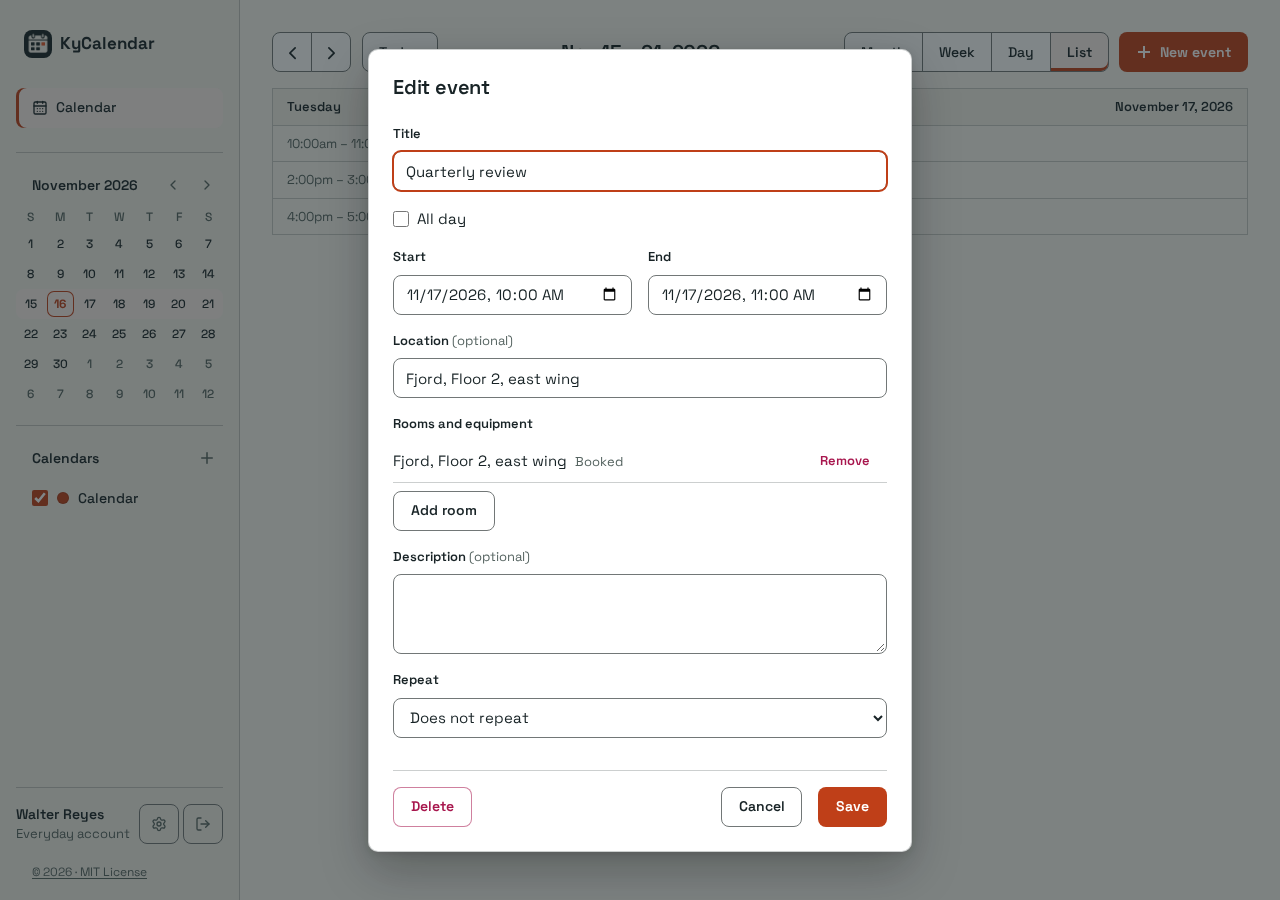 KyCalendar
Calendar
November 2026
S M T W T F S
1 2 3 4 5 6 7
8 9 10 11 12 13 14
15 16 17 18 19 20 21
22 23 24 25 26 27 28
29 30 1 2 3 4 5
6 7 8 9 10 11 12
Calendars
Calendar
Walter Reyes
Everyday account
© 2026 · MIT License
Week Day List New event
Tuesday November 17, 2026
10:00am – 11:0
2:00pm – 3:0
4:00pm – 5:0
Edit event
Title
Quarterly review
All day
Start End
11/17/2026, 10:00 AM 11/17/2026, 11:00 AM
Location (optional)
Fjord, Floor 2, east wing
Rooms and equipment
Fjord, Floor 2, east wing Booked Remove
Add room
Description (optional)
Repeat
Does not repeat
Delete Cancel Save